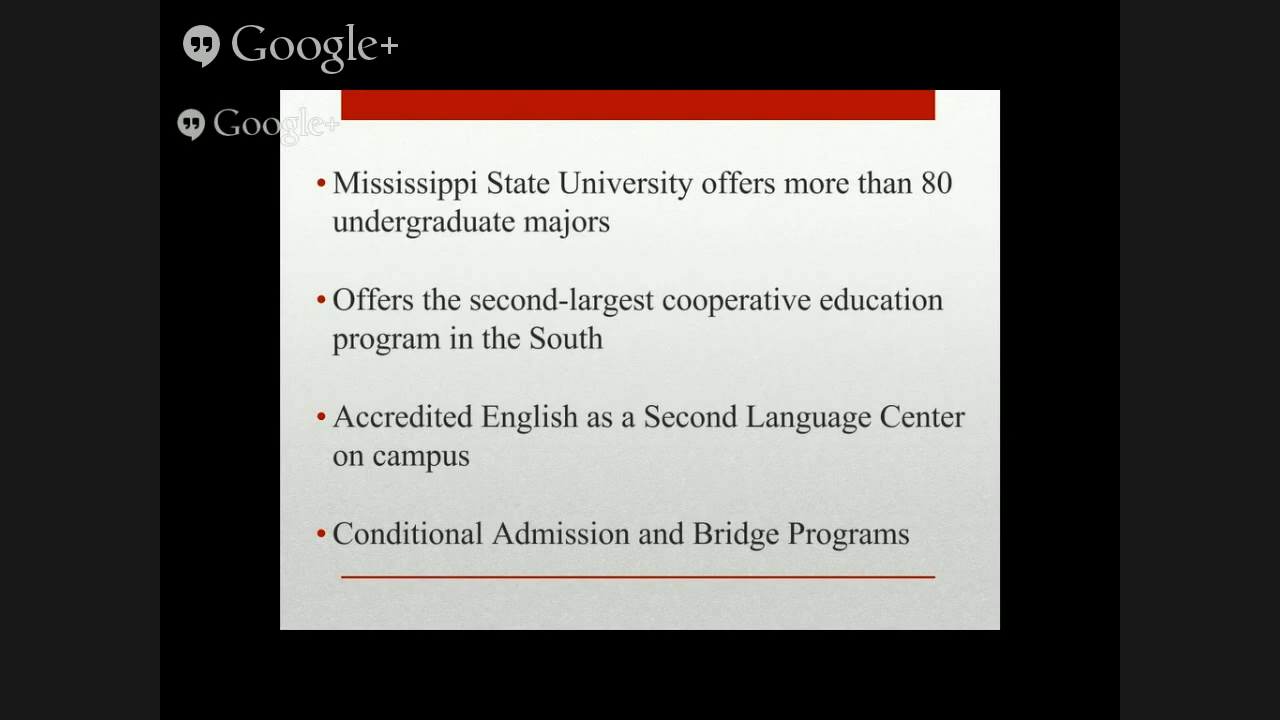 Google+
Google+
• Mississippi State University offers more than 80
undergraduate majors
• Offers the second-largest cooperative education
program in the South
• Accredited English as a Second Language Center
on campus
• Conditional Admission and Bridge Programs